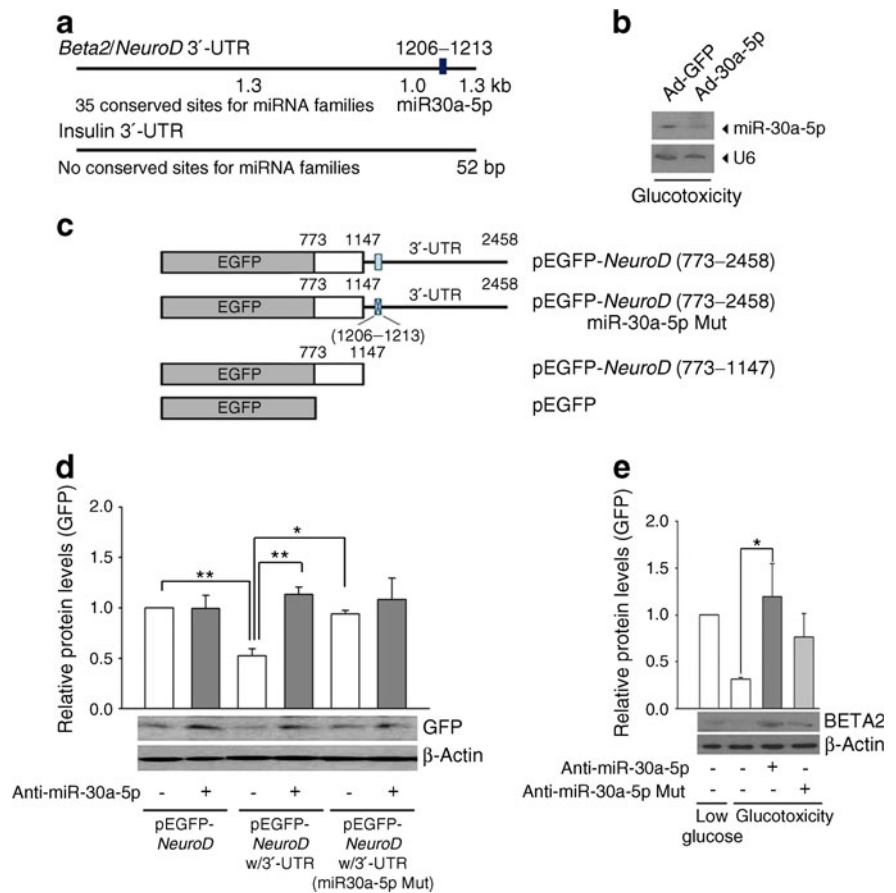 a
Beta2/NeuroD 3′-UTR
1206–1213
1.3
1.0
1.3 kb
35 conserved sites for miRNA families
miR30a-5p
Insulin 3′-UTR
No conserved sites for miRNA families
52 bp
b
Ad-GFP
Ad-30a-5p
miR-30a-5p
U6
Glucotoxicity
c
773 1147 2458
3′-UTR
EGFP
pEGFP-NeuroD (773–2458)
773 1147 2458
3′-UTR
EGFP
pEGFP-NeuroD (773–2458)
miR-30a-5p Mut
(1206–1213)
773 1147
EGFP
pEGFP-NeuroD (773–1147)
EGFP
pEGFP
d
Relative protein levels (GFP)
2.0
1.5
1.0
0.5
0.0
**
**
*
GFP
β-Actin
Anti-miR-30a-5p - + - + - +
pEGFP-
NeuroD
pEGFP-
NeuroD
w/3′-UTR
pEGFP-
NeuroD
w/3′-UTR
(miR30a-5p Mut)
e
Relative protein levels (GFP)
2.0
1.5
1.0
0.5
0.0
*
BETA2
β-Actin
Anti-miR-30a-5p - - + -
Anti-miR-30a-5p Mut - - - +
Low
glucose
Glucotoxicity